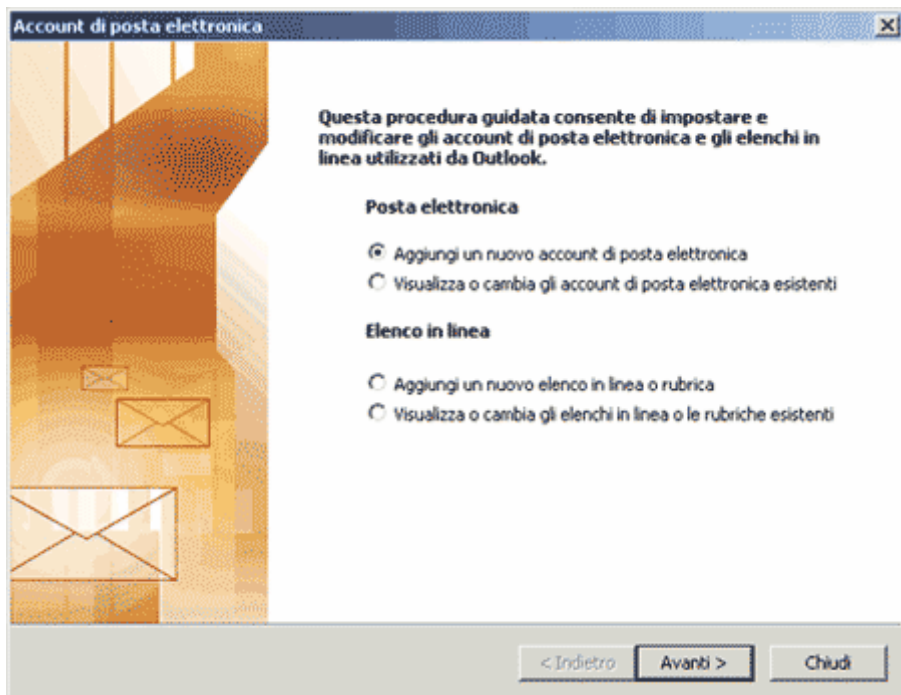 Account di posta elettronica
Questa procedura guidata consente di impostare e
modificare gli account di posta elettronica e gli elenchi in
linea utilizzati da Outlook.
Posta elettronica
Aggiungi un nuovo account di posta elettronica
Visualizza o cambia gli account di posta elettronica esistenti
Elenco in linea
Aggiungi un nuovo elenco in linea o rubrica
Visualizza o cambia gli elenchi in linea o le rubriche esistenti
< Indietro
Avanti >
Chiudi